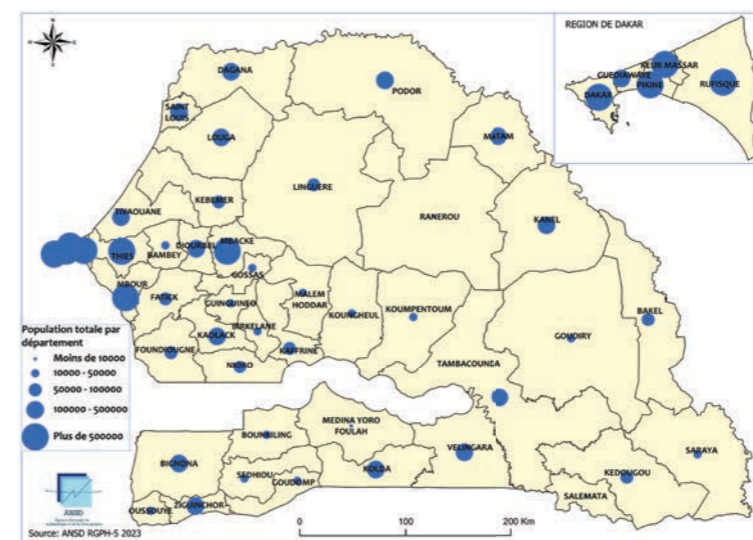 REGION DE DAKAR
KEUR MASSAR
GUEDIAWAYE
DAKAR
PIKINE
RUFISQUE
DAGANA
PODOR
SAINT LOUIS
LOUGA
MATAM
LINGUERE
KEBEMER
TIVAOUANE
RANEROU
KANEL
MBACKE
DIOURBEL
THIES
BAMBEY
GOSSAS
MBOUR
FATICK
GUINGUINEO
MALEM HODDAR
KOUNGHEUL
KOUMPENTOUM
BAKEL
GOUDIRY
KAOLACK
BIRKELANE
KAFFRINE
FOUNDIOUGNE
NIORO
TAMBACOUNDA
Population totale par
département
Moins de 10000
10000 - 50000
50000 - 100000
100000 - 500000
Plus de 500000
MEDINA YORO
FOULAH
BOUNKILING
VELINGARA
SARAYA
BIGNONA
SEDHIOU
GOUDOMP
KOLDA
KEDOUGOU
SALEMATA
OUSSOUYE
ZIGUINCHOR
ANSD
0 100 200 Km
Source: ANSD RGPH-5 2023